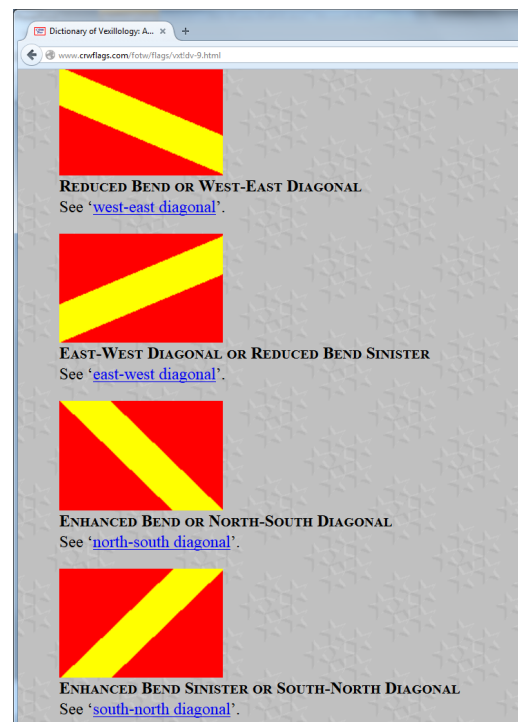 Dictionary of Vexillology: A...
www.crwflags.com/fotw/flags/vxt!dv-9.html
REDUCED BEND OR WEST-EAST DIAGONAL
See ‘west-east diagonal’.
EAST-WEST DIAGONAL OR REDUCED BEND SINISTER
See ‘east-west diagonal’.
ENHANCED BEND OR NORTH-SOUTH DIAGONAL
See ‘north-south diagonal’.
ENHANCED BEND SINISTER OR SOUTH-NORTH DIAGONAL
See ‘south-north diagonal’.